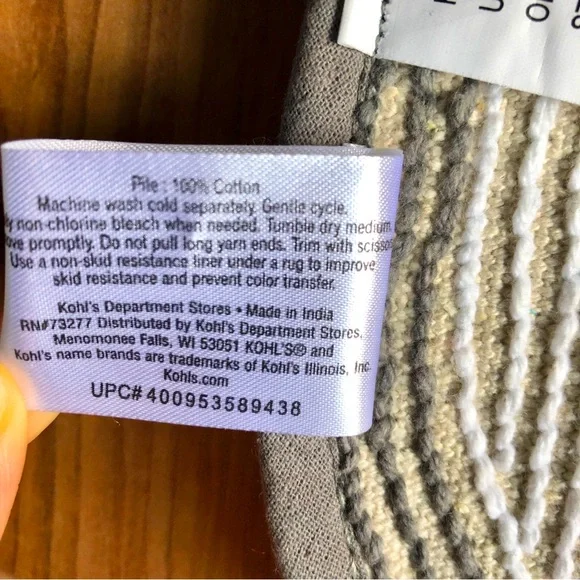 Pile : 100% Cotton
Machine wash cold separately. Gentle cycle.
non-chlorine bleach when needed. Tumble dry medium
promptly. Do not pull long yarn ends. Trim with
Use a non-skid resistance liner under a rug to improve
skid resistance and prevent color transfer.
Kohl's Department Stores • Made in India
RN#73277 Distributed by Kohl's Department Stores,
Menomonee Falls, WI 53051 KOHL'S® and
Kohl's name brands are trademarks of Kohl's Illinois, Inc.
Kohls.com
UPC# 400953589438